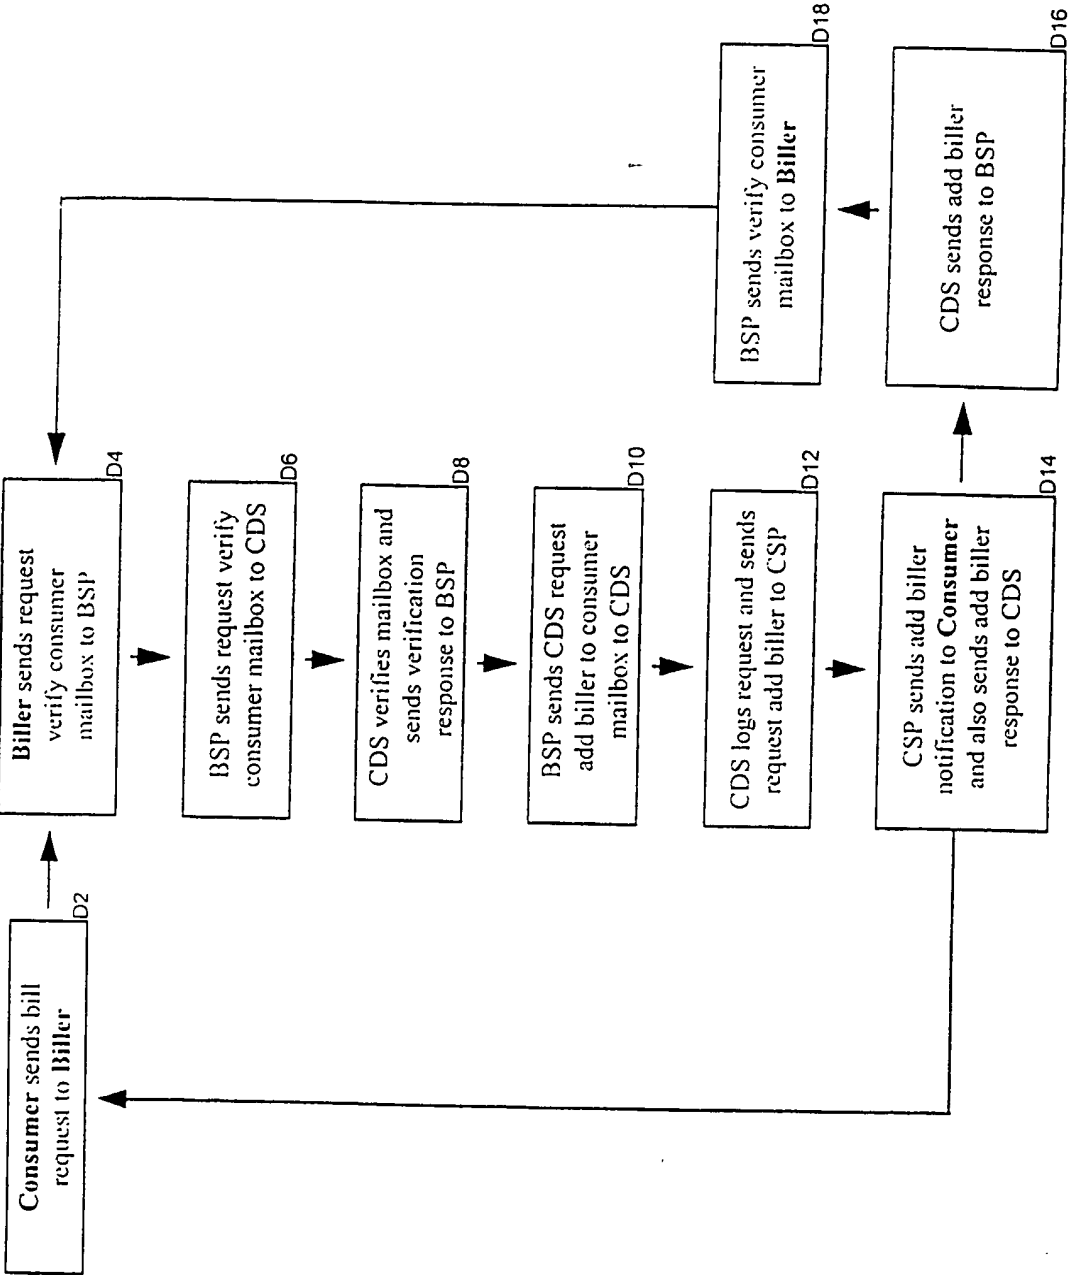 Consumer sends bill
request to Biller
D2
Biller sends request
verify consumer
mailbox to BSP
D4
BSP sends request verify
consumer mailbox to CDS
D6
CDS verifies mailbox and
sends verification
response to BSP
D8
BSP sends CDS request
add biller to consumer
mailbox to CDS
D10
CDS logs request and sends
request add biller to CSP
D12
CSP sends add biller
notification to Consumer
and also sends add biller
response to CDS
D14
CDS sends add biller
response to BSP
D16
BSP sends verify consumer
mailbox to Biller
D18